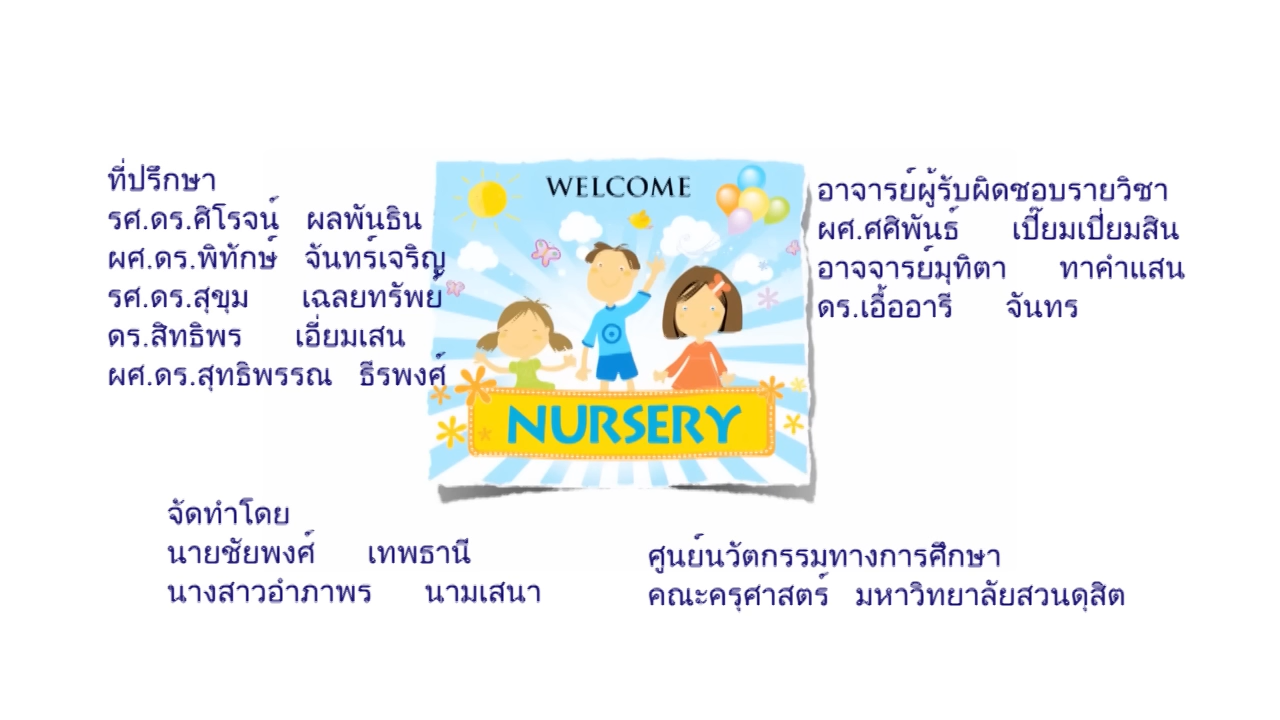 ที่ปรึกษา
รศ.ดร.ศิโรจน์ ผลพันธิน
ผศ.ดร.พิทักษ์ จันทร์เจริญ
รศ.ดร.สุขุม เฉลยทรัพย์
ดร.สิทธิพร เอี่ยมเสน
ผศ.ดร.สุทธิพรรณ ธีรพงศ์
WELCOME
NURSERY
อาจารย์ผู้รับผิดชอบรายวิชา
ผศ.ศศิพันธ์ เปี๊ยมเปี่ยมสิน
อาจจารย์มุทิตา ทาคำแสน
ดร.เอื้ออารี จันทร
จัดทำโดย
นายชัยพงศ์ เทพธานี
นางสาวอำภาพร นามเสนา
ศูนย์นวัตกรรมทางการศึกษา
คณะครุศาสตร์ มหาวิทยาลัยสวนดุสิต